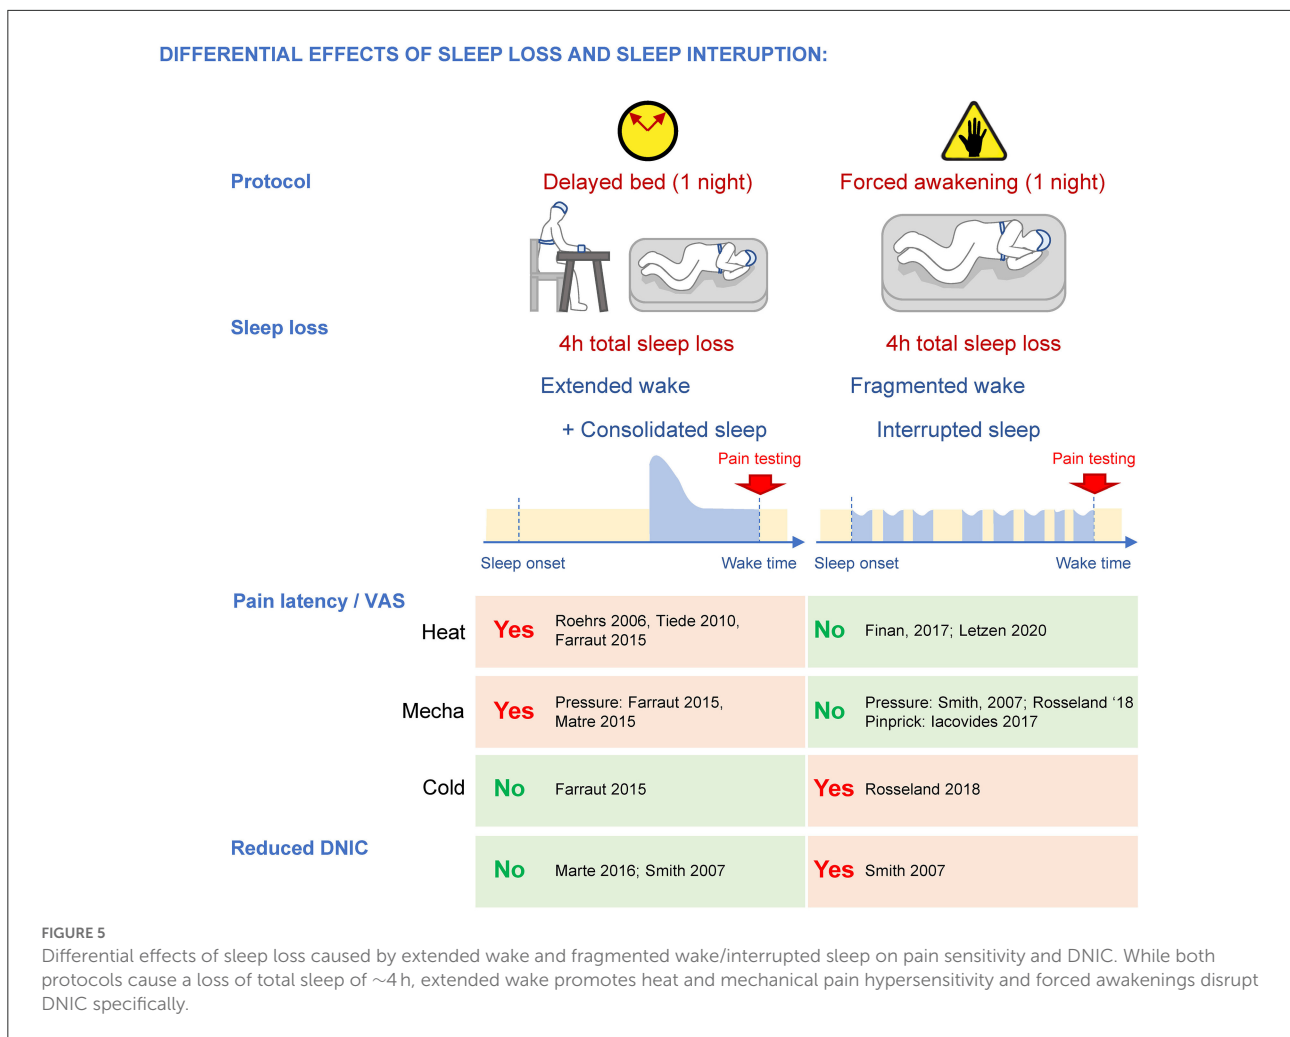 DIFFERENTIAL EFFECTS OF SLEEP LOSS AND SLEEP INTERUPTION:
Protocol
Delayed bed (1 night)
Forced awakening (1 night)
Sleep loss
4h total sleep loss
4h total sleep loss
Extended wake
Fragmented wake
+ Consolidated sleep
Interrupted sleep
Pain testing
Pain testing
Sleep onset
Wake time
Sleep onset
Wake time
Pain latency / VAS
Heat
Yes
Roehrs 2006, Tiede 2010,
Farraut 2015
No
Finan, 2017; Letzen 2020
Mecha
Yes
Pressure: Farraut 2015,
Matre 2015
No
Pressure: Smith, 2007; Rosseland ‘18
Pinprick: Iacovides 2017
Cold
No
Farraut 2015
Yes
Rosseland 2018
Reduced DNIC
No
Marte 2016; Smith 2007
Yes
Smith 2007
FIGURE 5
Differential effects of sleep loss caused by extended wake and fragmented wake/interrupted sleep on pain sensitivity and DNIC. While both
protocols cause a loss of total sleep of ∼4 h, extended wake promotes heat and mechanical pain hypersensitivity and forced awakenings disrupt
DNIC specifically.